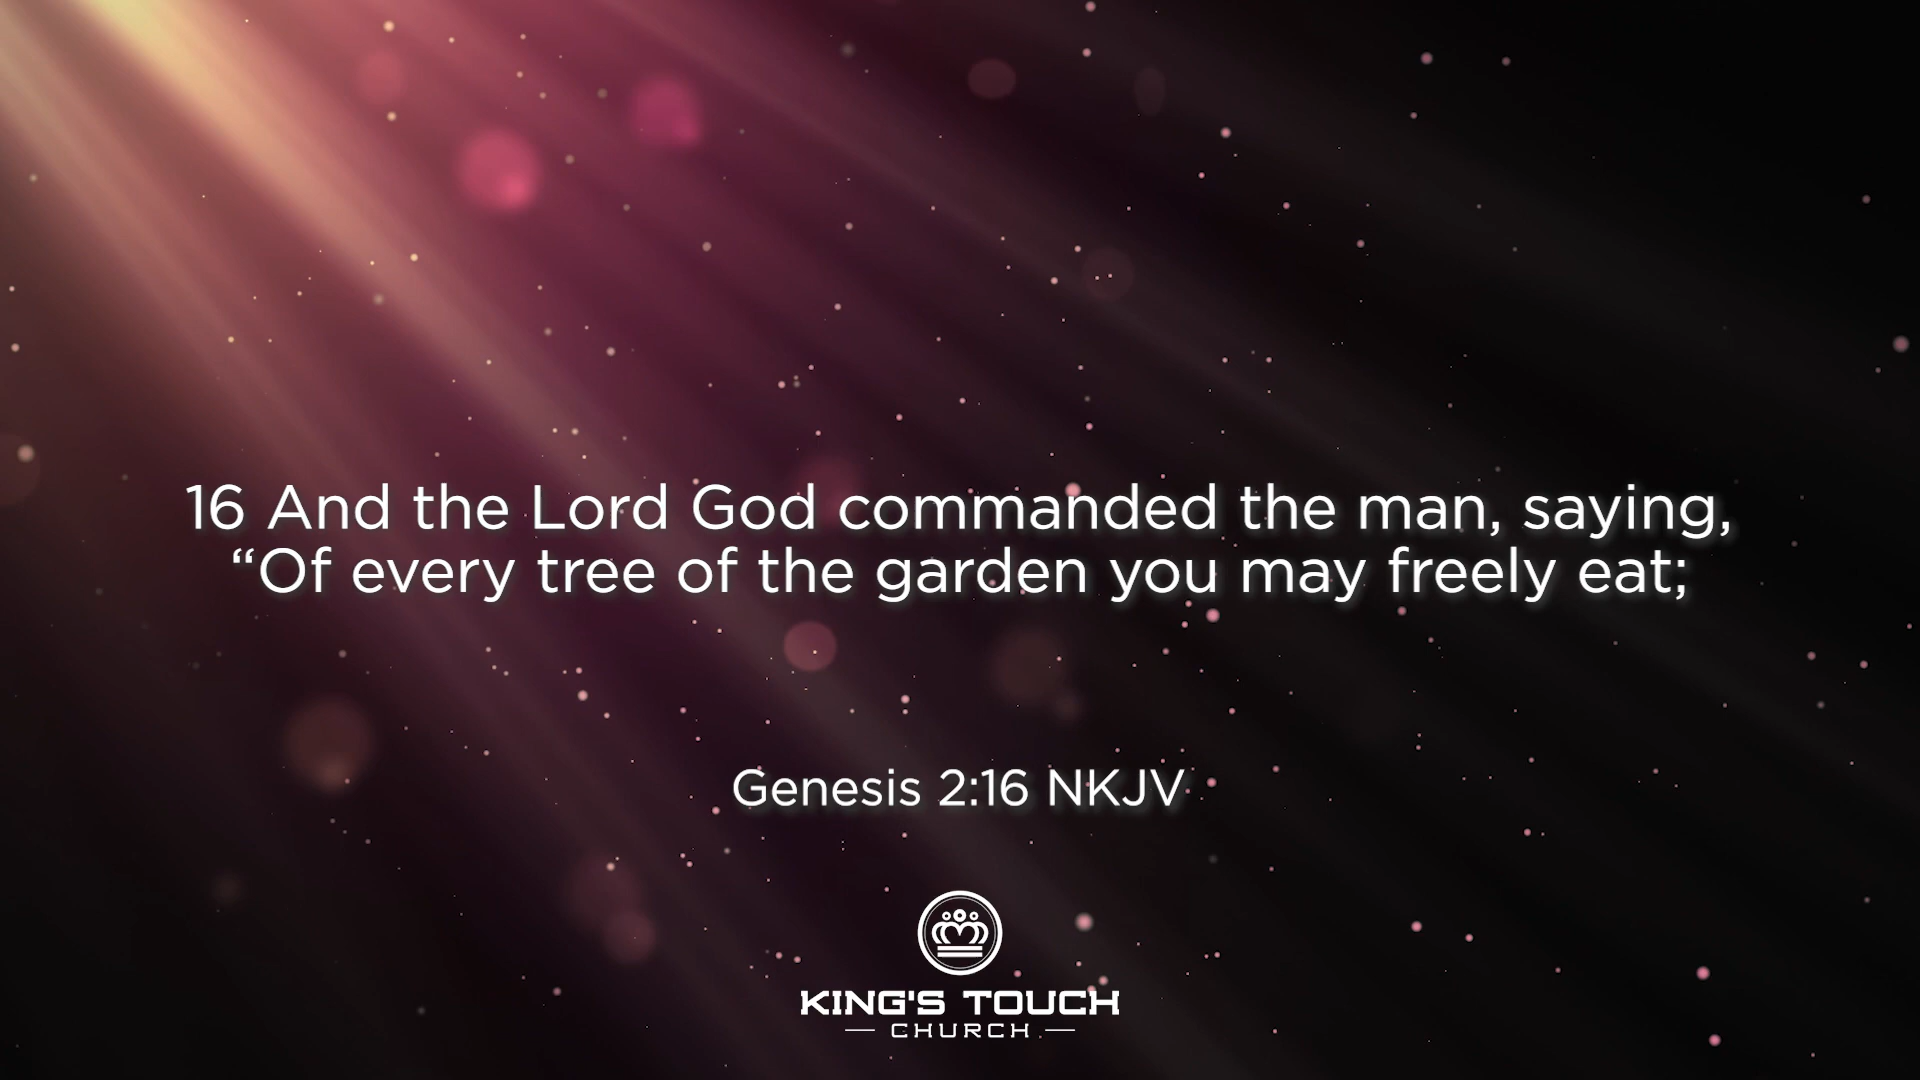 16 And the Lord God commanded the man, saying,
“Of every tree of the garden you may freely eat;
Genesis 2:16 NKJV
KING'S TOUCH
CHURCH